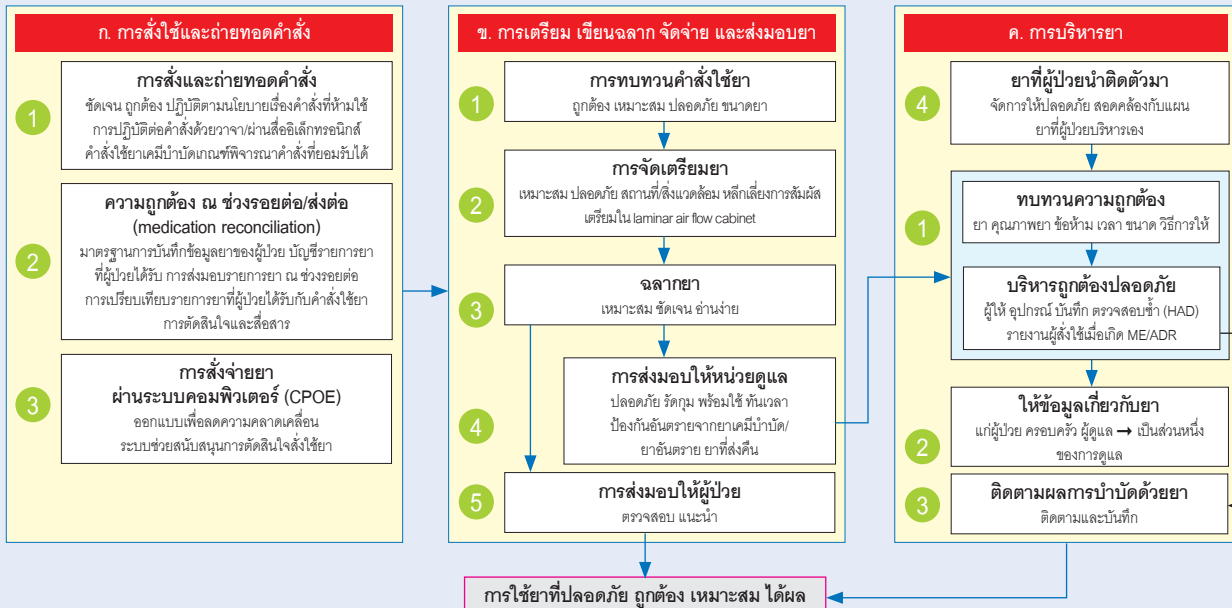 ก. การสั่งใช้และถ่ายทอดคำสั่ง
1
การสั่งและถ่ายทอดคำสั่ง
ชัดเจน ถูกต้อง ปฏิบัติตามนโยบายเรื่องคำสั่งที่ห้ามใช้
การปฏิบัติต่อคำสั่งด้วยวาจา/ผ่านสื่ออิเล็กทรอนิกส์
คำสั่งใช้ยาเคมีบำบัดเกณฑ์พิจารณาคำสั่งที่ยอมรับได้
2
ความถูกต้อง ณ ช่วงรอยต่อ/ส่งต่อ
(medication reconciliation)
มาตรฐานการบันทึกข้อมูลยาของผู้ป่วย บัญชีรายการยา
ที่ผู้ป่วยได้รับ การส่งมอบรายการยา ณ ช่วงรอยต่อ
การเปรียบเทียบรายการยาที่ผู้ป่วยได้รับกับคำสั่งใช้ยา
การตัดสินใจและสื่อสาร
3
การสั่งจ่ายยา
ผ่านระบบคอมพิวเตอร์ (CPOE)
ออกแบบเพื่อลดความคลาดเคลื่อน
ระบบช่วยสนับสนุนการตัดสินใจสั่งใช้ยา
ข. การเตรียม เขียนฉลาก จัดจ่าย และส่งมอบยา
1
การทบทวนคำสั่งใช้ยา
ถูกต้อง เหมาะสม ปลอดภัย ขนาดยา
2
การจัดเตรียมยา
เหมาะสม ปลอดภัย สถานที่/สิ่งแวดล้อม หลีกเลี่ยงการสัมผัส
เตรียมใน laminar air flow cabinet
3
ฉลากยา
เหมาะสม ชัดเจน อ่านง่าย
4
การส่งมอบให้หน่วยดูแล
ปลอดภัย รัดกุม พร้อมใช้ ทันเวลา
ป้องกันอันตรายจากยาเคมีบำบัด/
ยาอันตราย ยาที่ส่งคืน
5
การส่งมอบให้ผู้ป่วย
ตรวจสอบ แนะนำ
ค. การบริหารยา
4
ยาที่ผู้ป่วยนำติดตัวมา
จัดการให้ปลอดภัย สอดคล้องกับแผน
ยาที่ผู้ป่วยบริหารเอง
1
ทบทวนความถูกต้อง
ยา คุณภาพยา ข้อห้าม เวลา ขนาด วิธีการให้
บริหารถูกต้องปลอดภัย
ผู้ให้ อุปกรณ์ บันทึก ตรวจสอบซ้ำ (HAD)
รายงานผู้สั่งใช้เมื่อเกิด ME/ADR
2
ให้ข้อมูลเกี่ยวกับยา
แก่ผู้ป่วย ครอบครัว ผู้ดูแล → เป็นส่วนหนึ่ง
ของการดูแล
3
ติดตามผลการบำบัดด้วยยา
ติดตามและบันทึก
การใช้ยาที่ปลอดภัย ถูกต้อง เหมาะสม ได้ผล